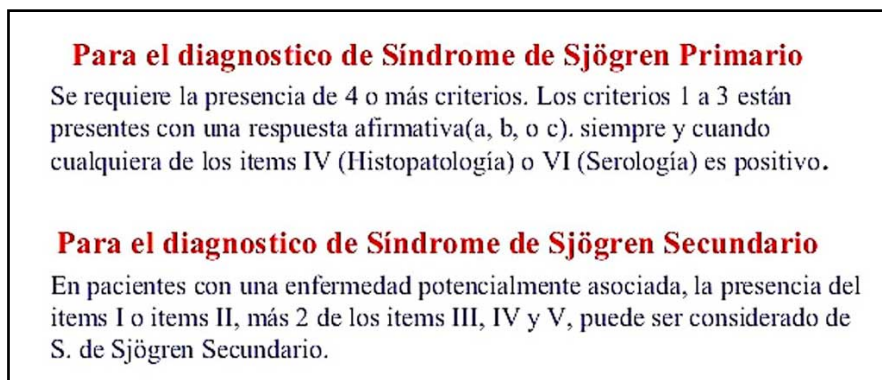 Para el diagnostico de Síndrome de Sjögren Primario
Se requiere la presencia de 4 o más criterios. Los criterios 1 a 3 están
presentes con una respuesta afirmativa(a, b, o c). siempre y cuando
cualquiera de los items IV (Histopatología) o VI (Serología) es positivo.
Para el diagnostico de Síndrome de Sjögren Secundario
En pacientes con una enfermedad potencialmente asociada, la presencia del
items I o items II, más 2 de los items III, IV y V, puede ser considerado de
S. de Sjögren Secundario.